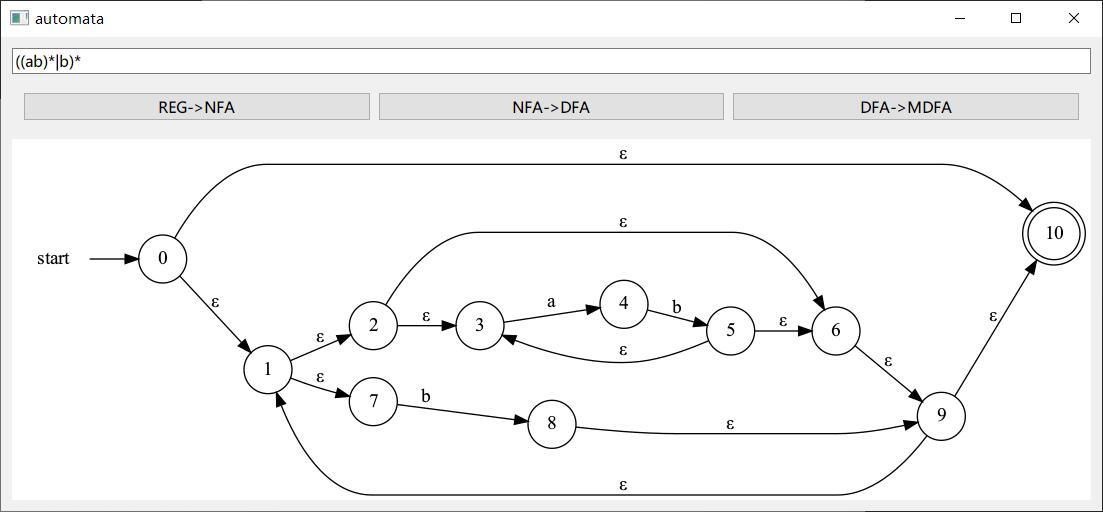 automata
((ab)*|b)*
REG->NFA NFA->DFA DFA->MDFA
ε
ε
10
start 0
ε ε
2 ε 3 a 4 b 5 ε 6
ε ε
1 ε
ε 7 b 8 ε 9
ε